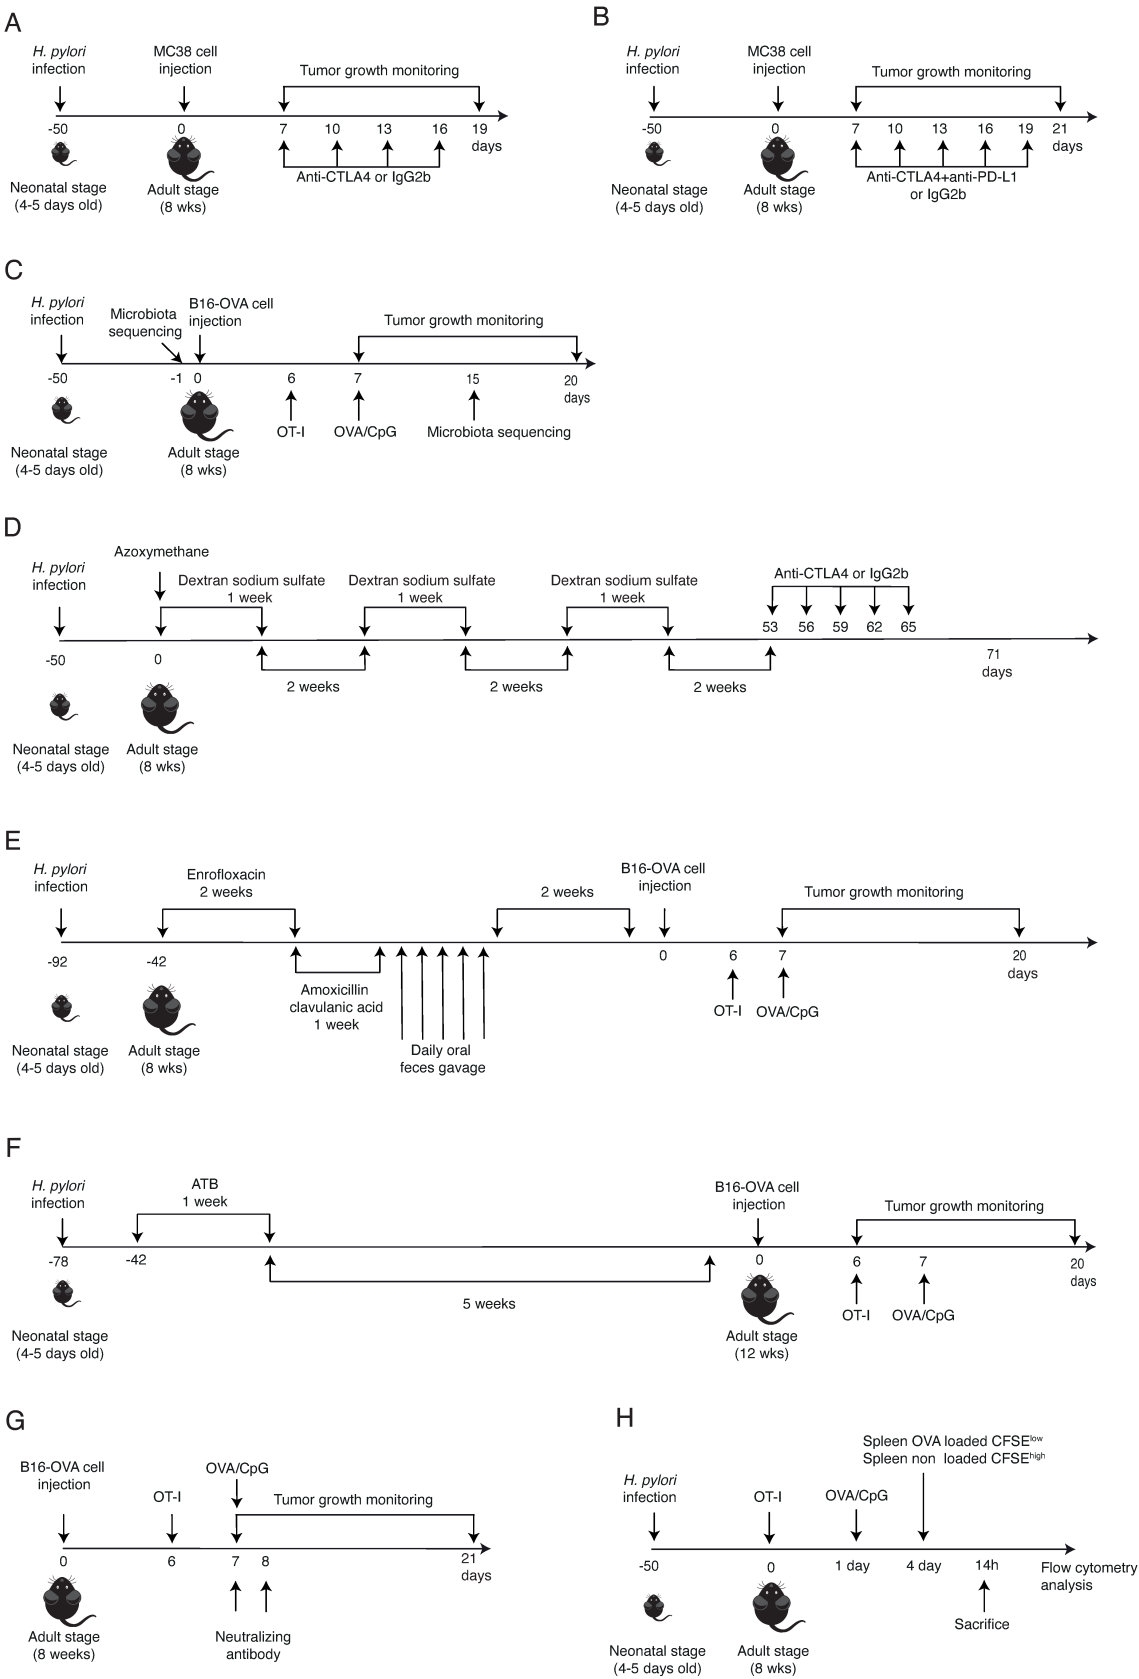 A
H. pylori
infection
MC38 cell
injection
Tumor growth monitoring
-50
0
7
10
13
16
19
days
Anti-CTLA4 or IgG2b
Neonatal stage
(4-5 days old)
Adult stage
(8 wks)
B
H. pylori
infection
MC38 cell
injection
Tumor growth monitoring
-50
0
7
10
13
16
19
21
days
Anti-CTLA4+anti-PD-L1
or IgG2b
Neonatal stage
(4-5 days old)
Adult stage
(8 wks)
C
H. pylori
infection
Microbiota
sequencing
B16-OVA cell
injection
Tumor growth monitoring
-50
-1
0
6
7
15
20
days
OT-I
OVA/CpG
Microbiota sequencing
Neonatal stage
(4-5 days old)
Adult stage
(8 wks)
D
H. pylori
infection
Azoxymethane
Dextran sodium sulfate
1 week
Dextran sodium sulfate
1 week
Dextran sodium sulfate
1 week
Anti-CTLA4 or IgG2b
53
56
59
62
65
-50
0
71
days
2 weeks
2 weeks
2 weeks
Neonatal stage
(4-5 days old)
Adult stage
(8 wks)
E
H. pylori
infection
Enrofloxacin
2 weeks
2 weeks
B16-OVA cell
injection
Tumor growth monitoring
-92
-42
0
6
7
20
days
Amoxicillin
clavulanic acid
1 week
OT-I
OVA/CpG
Daily oral
feces gavage
Neonatal stage
(4-5 days old)
Adult stage
(8 wks)
F
H. pylori
infection
ATB
1 week
B16-OVA cell
injection
Tumor growth monitoring
-78
-42
0
6
7
20
days
5 weeks
OT-I
OVA/CpG
Neonatal stage
(4-5 days old)
Adult stage
(12 wks)
G
B16-OVA cell
injection
OT-I
OVA/CpG
Tumor growth monitoring
0
6
7
8
21
days
Adult stage
(8 weeks)
Neutralizing
antibody
H
Spleen OVA loaded CFSElow
Spleen non loaded CFSEhigh
H. pylori
infection
OT-I
OVA/CpG
-50
0
1 day
4 day
14h
Flow cytometry
analysis
Sacrifice
Neonatal stage
(4-5 days old)
Adult stage
(8 wks)